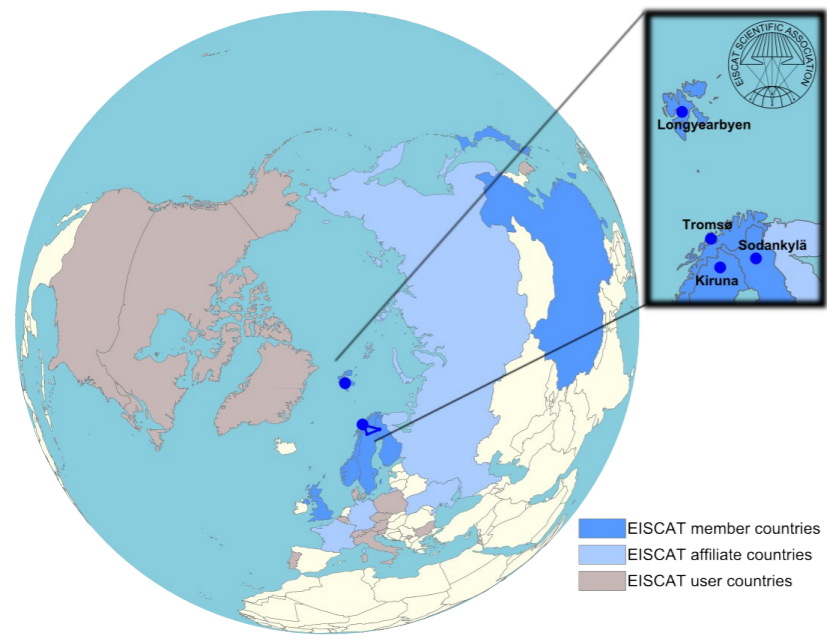 EISCAT SCIENTIFIC ASSOCIATION
Longyearbyen
Tromsø
Sodankylä
Kiruna
EISCAT member countries
EISCAT affiliate countries
EISCAT user countries